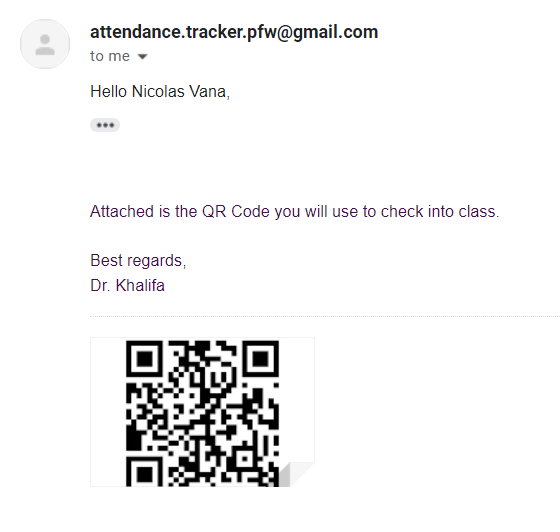 attendance.tracker.pfw@gmail.com
to me
Hello Nicolas Vana,
Attached is the QR Code you will use to check into class.
Best regards,
Dr. Khalifa